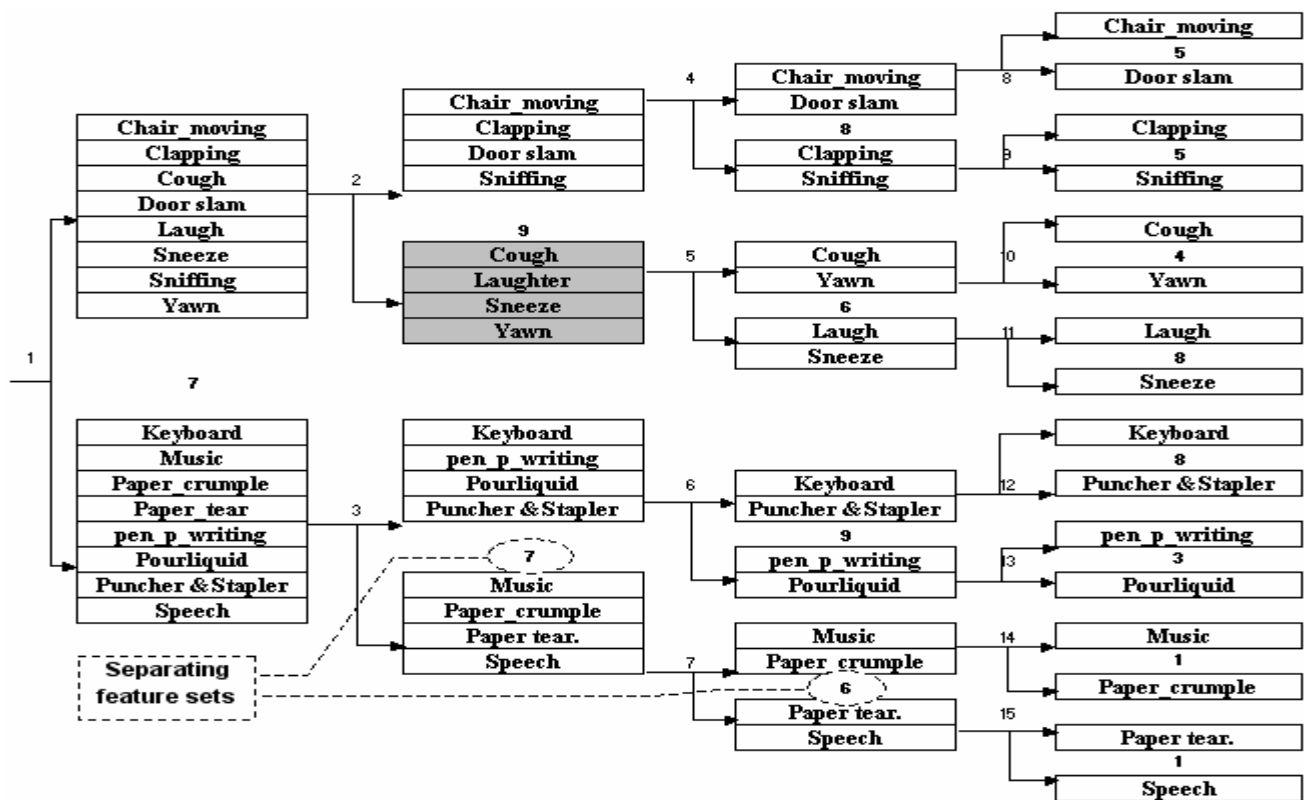 1
Chair_moving
Clapping
Cough
Door slam
Laugh
Sneeze
Sniffing
Yawn
7
Keyboard
Music
Paper_crumple
Paper_tear
pen_p_writing
Pourliquid
Puncher & Stapler
Speech
Separating
feature sets
2
Chair_moving
Clapping
Door slam
Sniffing
9
Cough
Laughter
Sneeze
Yawn
3
Keyboard
pen_p_writing
Pourliquid
Puncher & Stapler
7
Music
Paper_crumple
Paper tear.
Speech
4
Chair_moving
Door slam
8
Clapping
Sniffing
5
Cough
Yawn
6
Laugh
Sneeze
6
Keyboard
Puncher & Stapler
9
pen_p_writing
Pourliquid
7
Music
Paper_crumple
6
Paper tear.
Speech
8
Chair_moving
5
Door slam
9
Clapping
5
Sniffing
10
Cough
4
Yawn
11
Laugh
8
Sneeze
12
Keyboard
8
Puncher & Stapler
13
pen_p_writing
3
Pourliquid
14
Music
1
Paper_crumple
15
Paper tear.
1
Speech